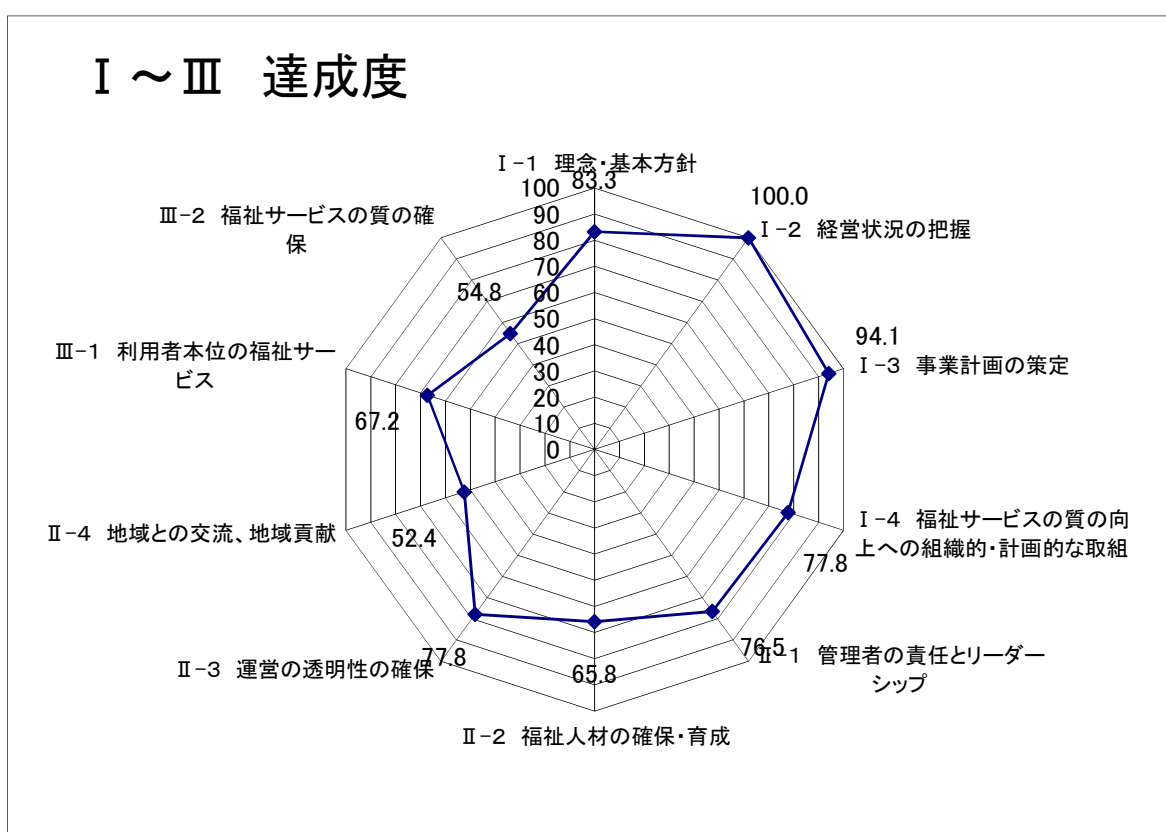 Ⅰ～Ⅲ 達成度
Ⅰ-1 理念・基本方針
83.3
100.0
Ⅰ-2 経営状況の把握
94.1
Ⅰ-3 事業計画の策定
Ⅰ-4 福祉サービスの質の向
上への組織的・計画的な取組
77.8
76.5
Ⅱ-1 管理者の責任とリーダー
シップ
65.8
Ⅱ-2 福祉人材の確保・育成
Ⅱ-3 運営の透明性の確保
77.8
Ⅱ-4 地域との交流、地域貢献
52.4
Ⅲ-1 利用者本位の福祉サー
ビス
67.2
Ⅲ-2 福祉サービスの質の確
保
54.8
100
90
80
70
60
50
40
30
20
10
0